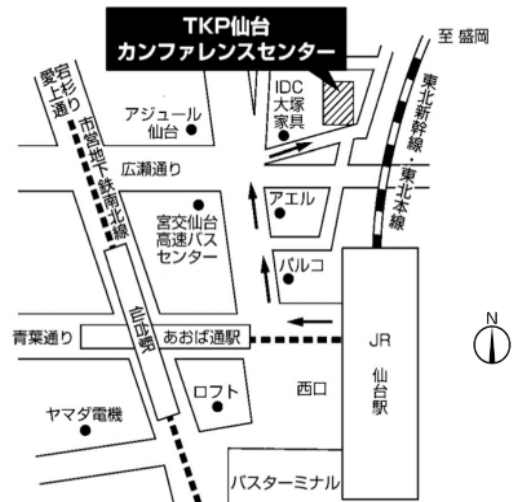 TKP仙台
カンファレンスセンター
至 盛岡
宕杉り
愛上通
IDC
大塚
家具
東北新幹線・東北本線
アジュール
仙台
市営地下鉄南北線
広瀬通り
アエル
宮交仙台
高速バス
センター
パルコ
N
仙台駅
青葉通り
あおば通駅
JR
仙台駅
西口
ロフト
ヤマダ電機
バスターミナル